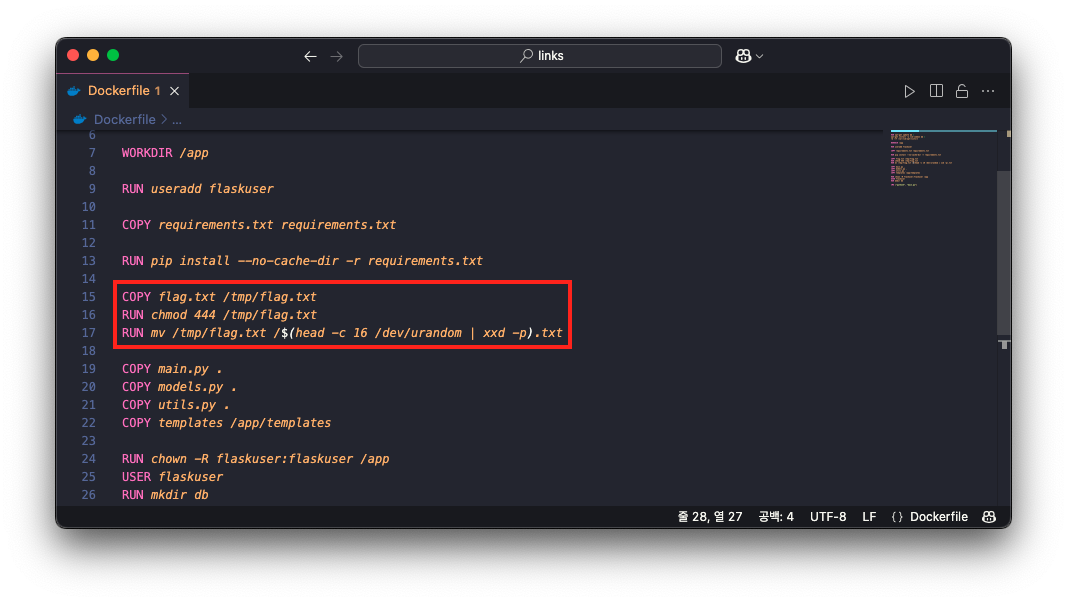 links
Dockerfile 1
Dockerfile > ...
6
7 WORKDIR /app
8
9 RUN useradd flaskuser
10
11 COPY requirements.txt requirements.txt
12
13 RUN pip install --no-cache-dir -r requirements.txt
14
15 COPY flag.txt /tmp/flag.txt
16 RUN chmod 444 /tmp/flag.txt
17 RUN mv /tmp/flag.txt /$(head -c 16 /dev/urandom | xxd -p).txt
18
19 COPY main.py .
20 COPY models.py .
21 COPY utils.py .
22 COPY templates /app/templates
23
24 RUN chown -R flaskuser:flaskuser /app
25 USER flaskuser
26 RUN mkdir db
줄 28, 열 27 공백: 4 UTF-8 LF {} Dockerfile